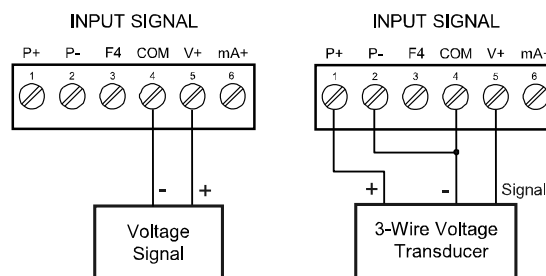 INPUT SIGNAL
P+ P- F4 COM V+ mA+
1 2 3 4 5 6
- +
Voltage
Signal
INPUT SIGNAL
P+ P- F4 COM V+ mA+
1 2 3 4 5 6
+ - Signal
3-Wire Voltage
Transducer